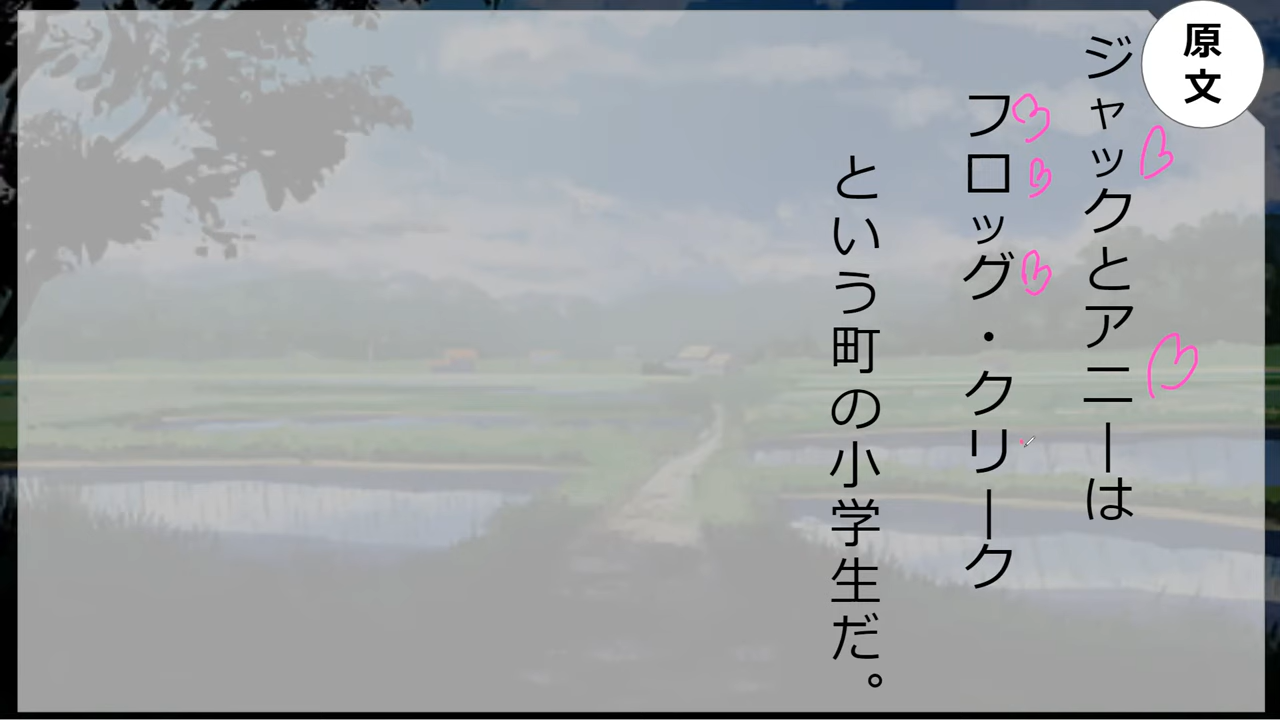 原文
ジャックとアニーは
フロッグ・クリーク
という町の小学生だ。